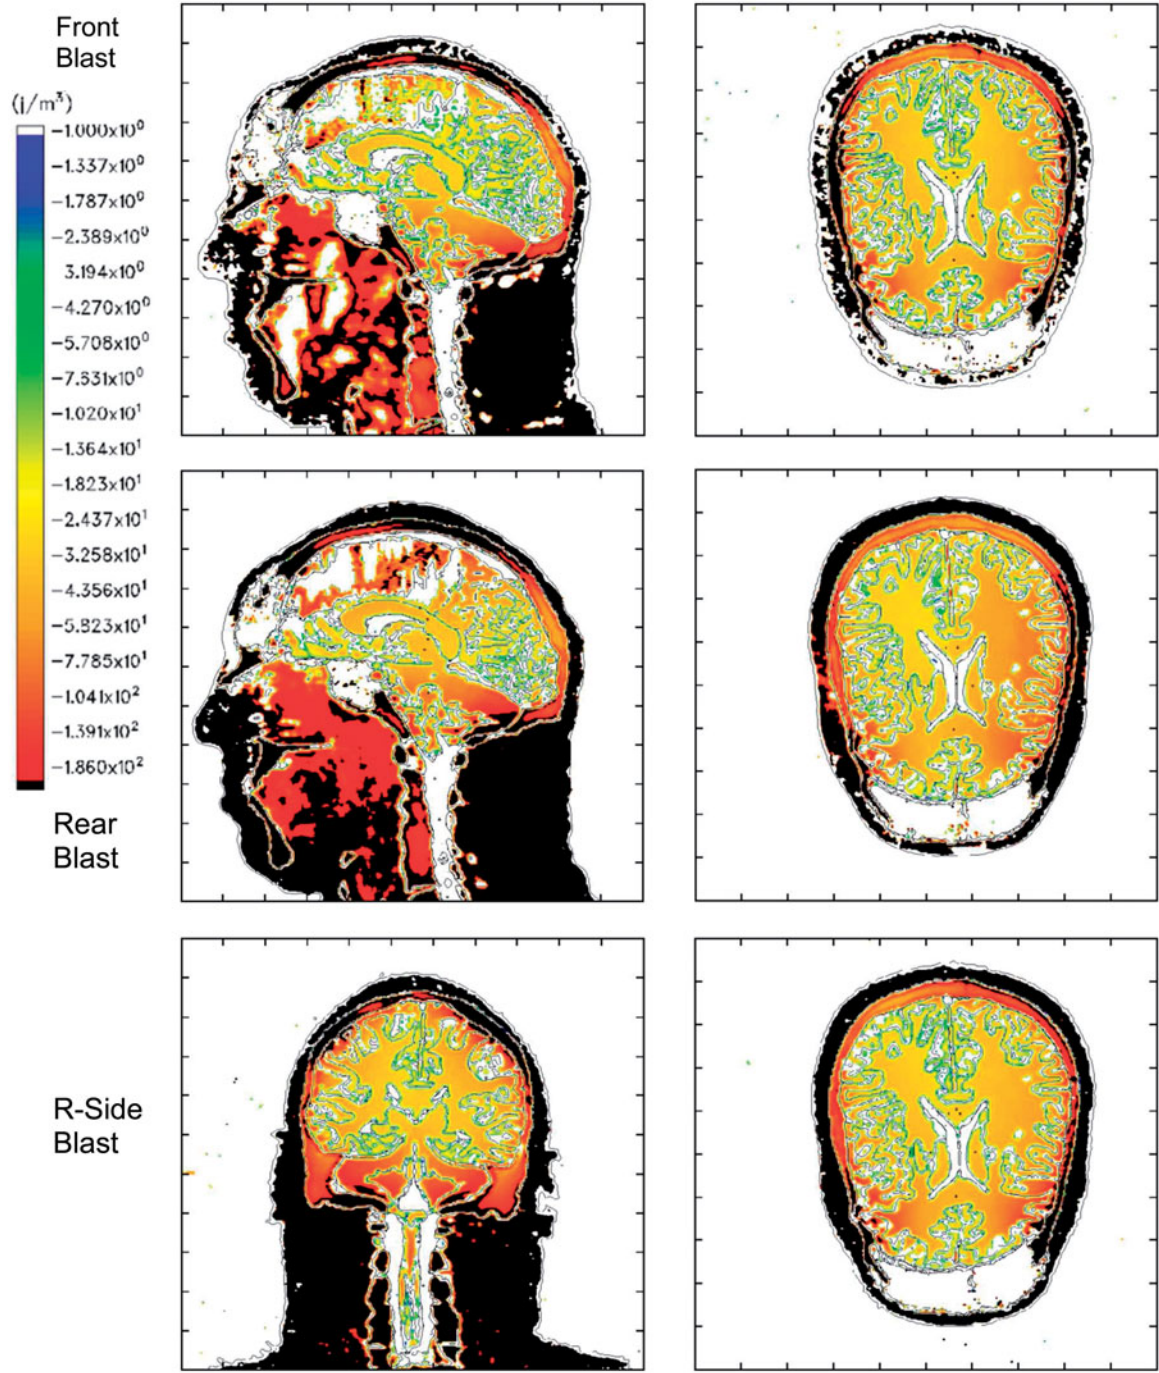 Front
Blast
(j/m³)
−1.000x10⁰
−1.337x10⁰
−1.787x10⁰
−2.389x10⁰
3.194x10⁰
−4.270x10⁰
−5.708x10⁰
−7.531x10⁰
−1.020x10¹
−1.364x10¹
−1.823x10¹
−2.437x10¹
−3.258x10¹
−4.356x10¹
−5.823x10¹
−7.785x10¹
−1.041x10²
−1.391x10²
−1.860x10²
Rear
Blast
R-Side
Blast